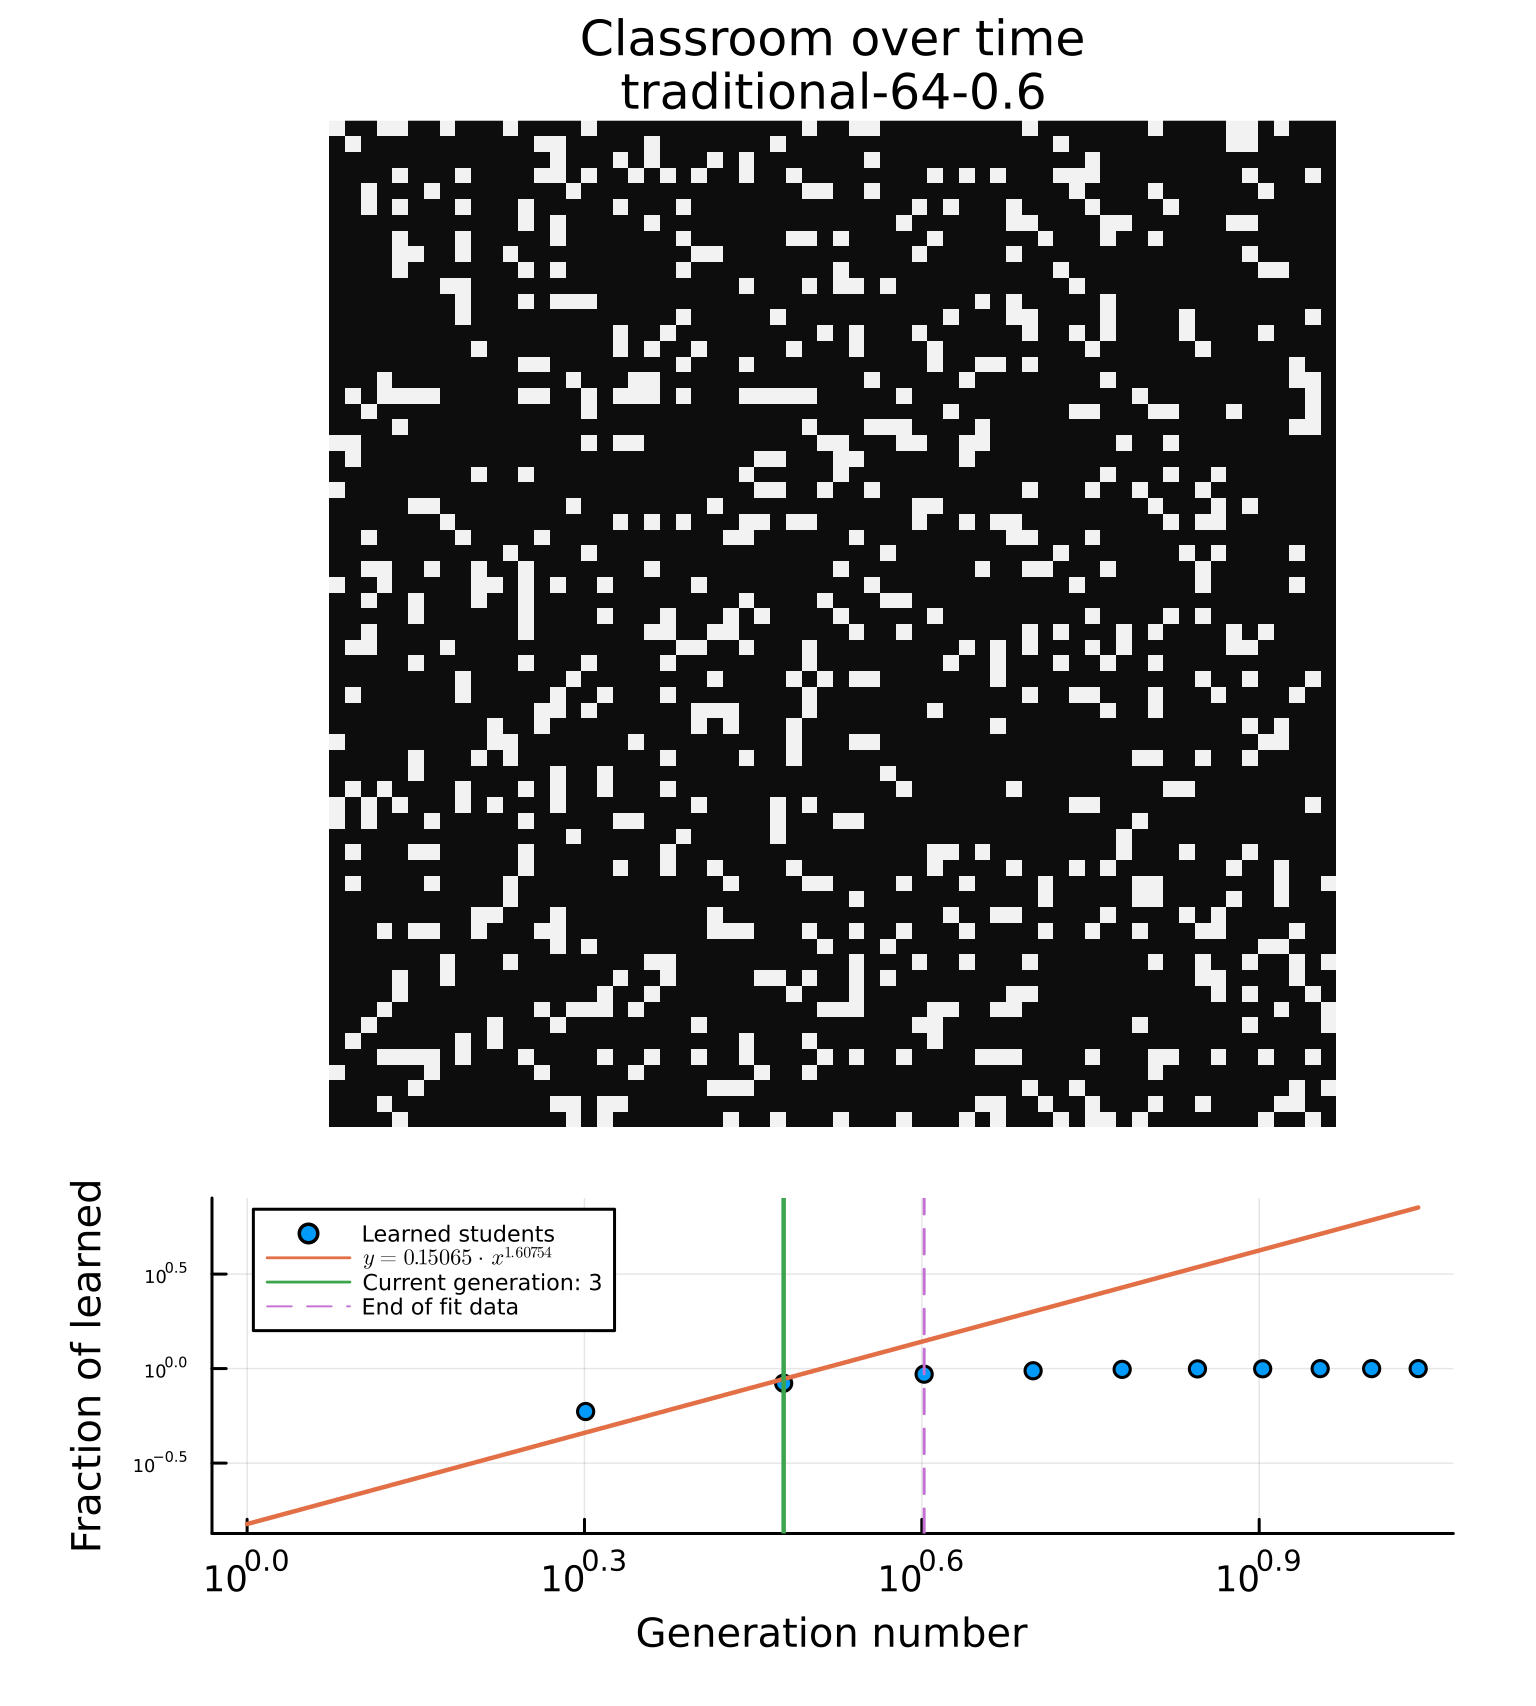 Classroom over time
traditional-64-0.6
Fraction of learned
10^0.5
10^0.0
10^−0.5
Learned students
y = 0.15065 · x^1.60754
Current generation: 3
End of fit data
10^0.0 10^0.3 10^0.6 10^0.9
Generation number